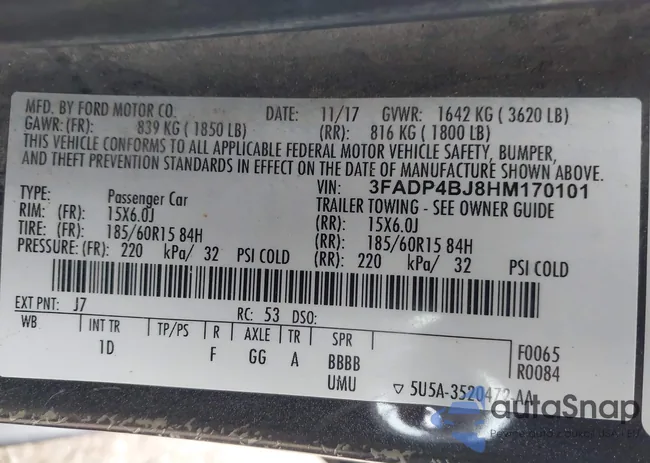 MFD. BY FORD MOTOR CO. DATE: 11/17 GVWR: 1642 KG ( 3620 LB)
GAWR: (FR): 839 KG ( 1850 LB) (RR): 816 KG ( 1800 LB)
THIS VEHICLE CONFORMS TO ALL APPLICABLE FEDERAL MOTOR VEHICLE SAFETY, BUMPER,
AND THEFT PREVENTION STANDARDS IN EFFECT ON THE DATE OF MANUFACTURE SHOWN ABOVE.
VIN: 3FADP4BJ8HM170101
TYPE: Passenger Car TRAILER TOWING - SEE OWNER GUIDE
RIM: (FR): 15X6.0J (RR): 15X6.0J
TIRE: (FR): 185/60R15 84H (RR): 185/60R15 84H
PRESSURE: (FR): 220 kPa/ 32 PSI COLD (RR): 220 kPa/ 32 PSI COLD
EXT PNT: J7 RC: 53 DSO:
WB INT TR TP/PS R AXLE TR SPR F0065
1D F GG A BBBB R0084
UMU ▽ 5U5A-3520472-AA
autoSnap